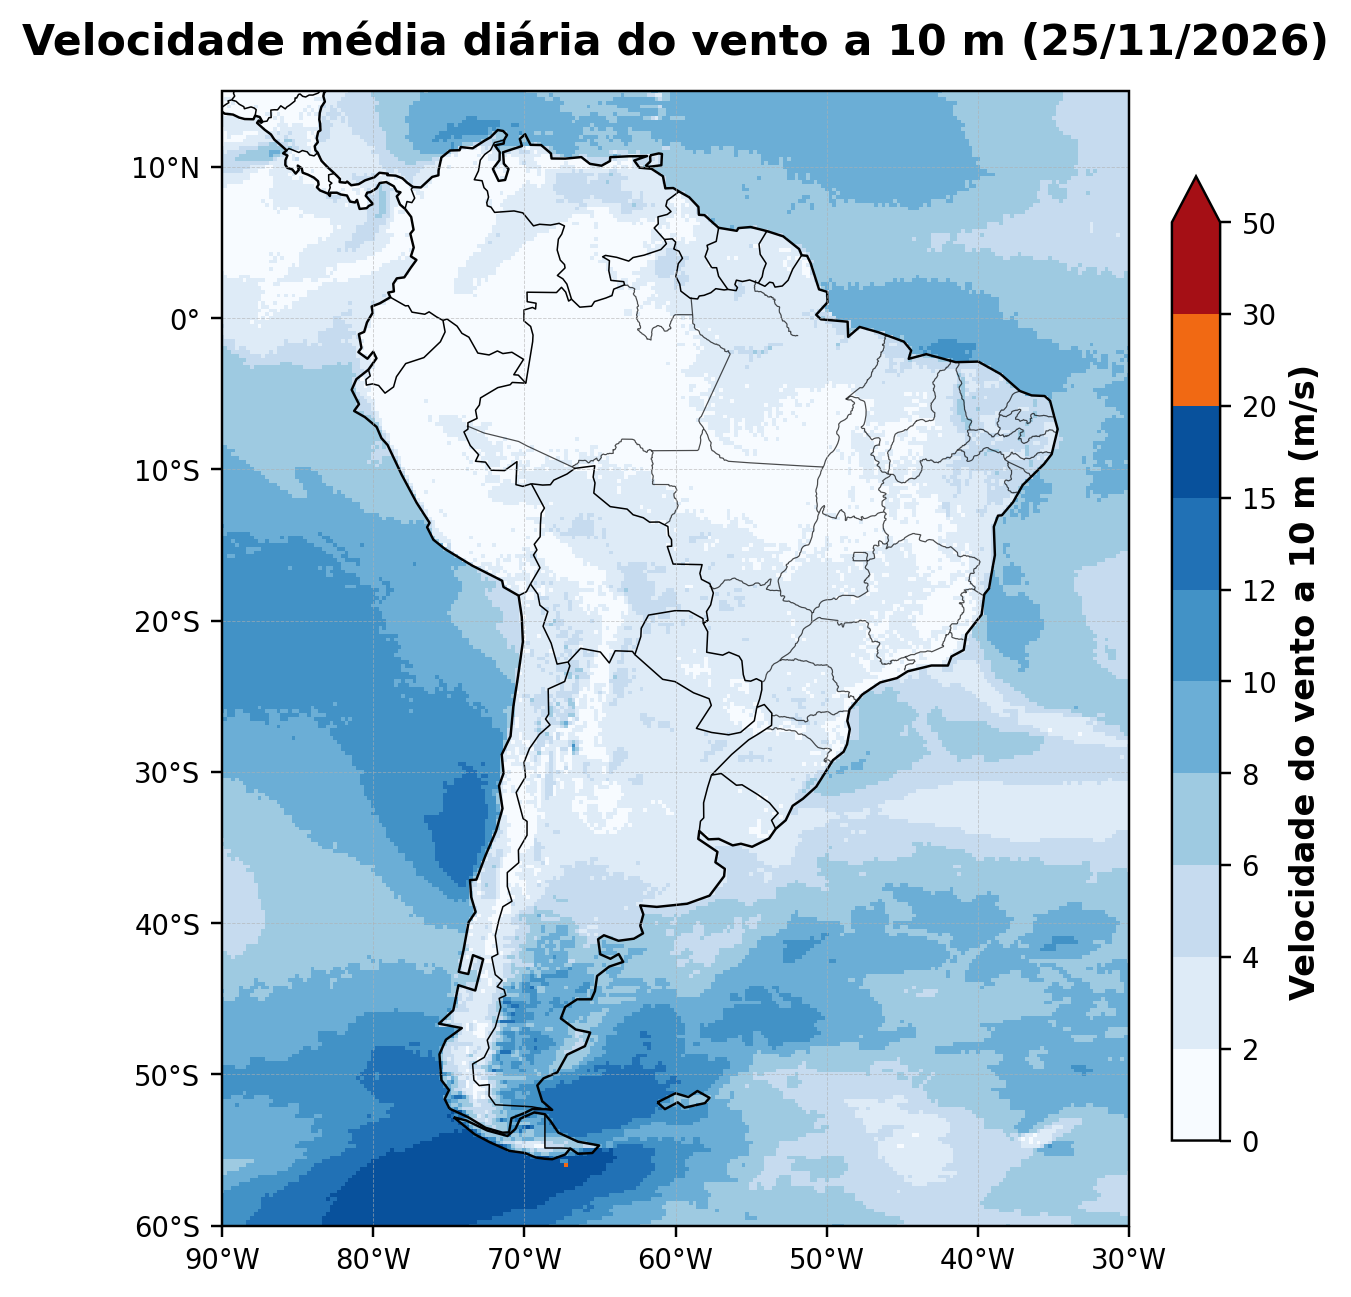 Velocidade média diária do vento a 10 m (25/11/2026)
10°N
0°
10°S
20°S
30°S
40°S
50°S
60°S
90°W
80°W
70°W
60°W
50°W
40°W
30°W
50
30
20
15
12
10
8
6
4
2
0
Velocidade do vento a 10 m (m/s)